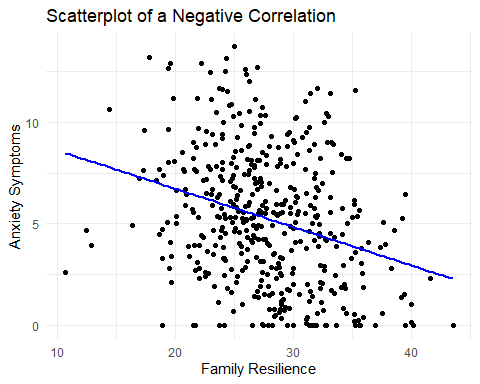 Scatterplot of a Negative Correlation
Anxiety Symptoms
10
5
0
10 20 30 40
Family Resilience